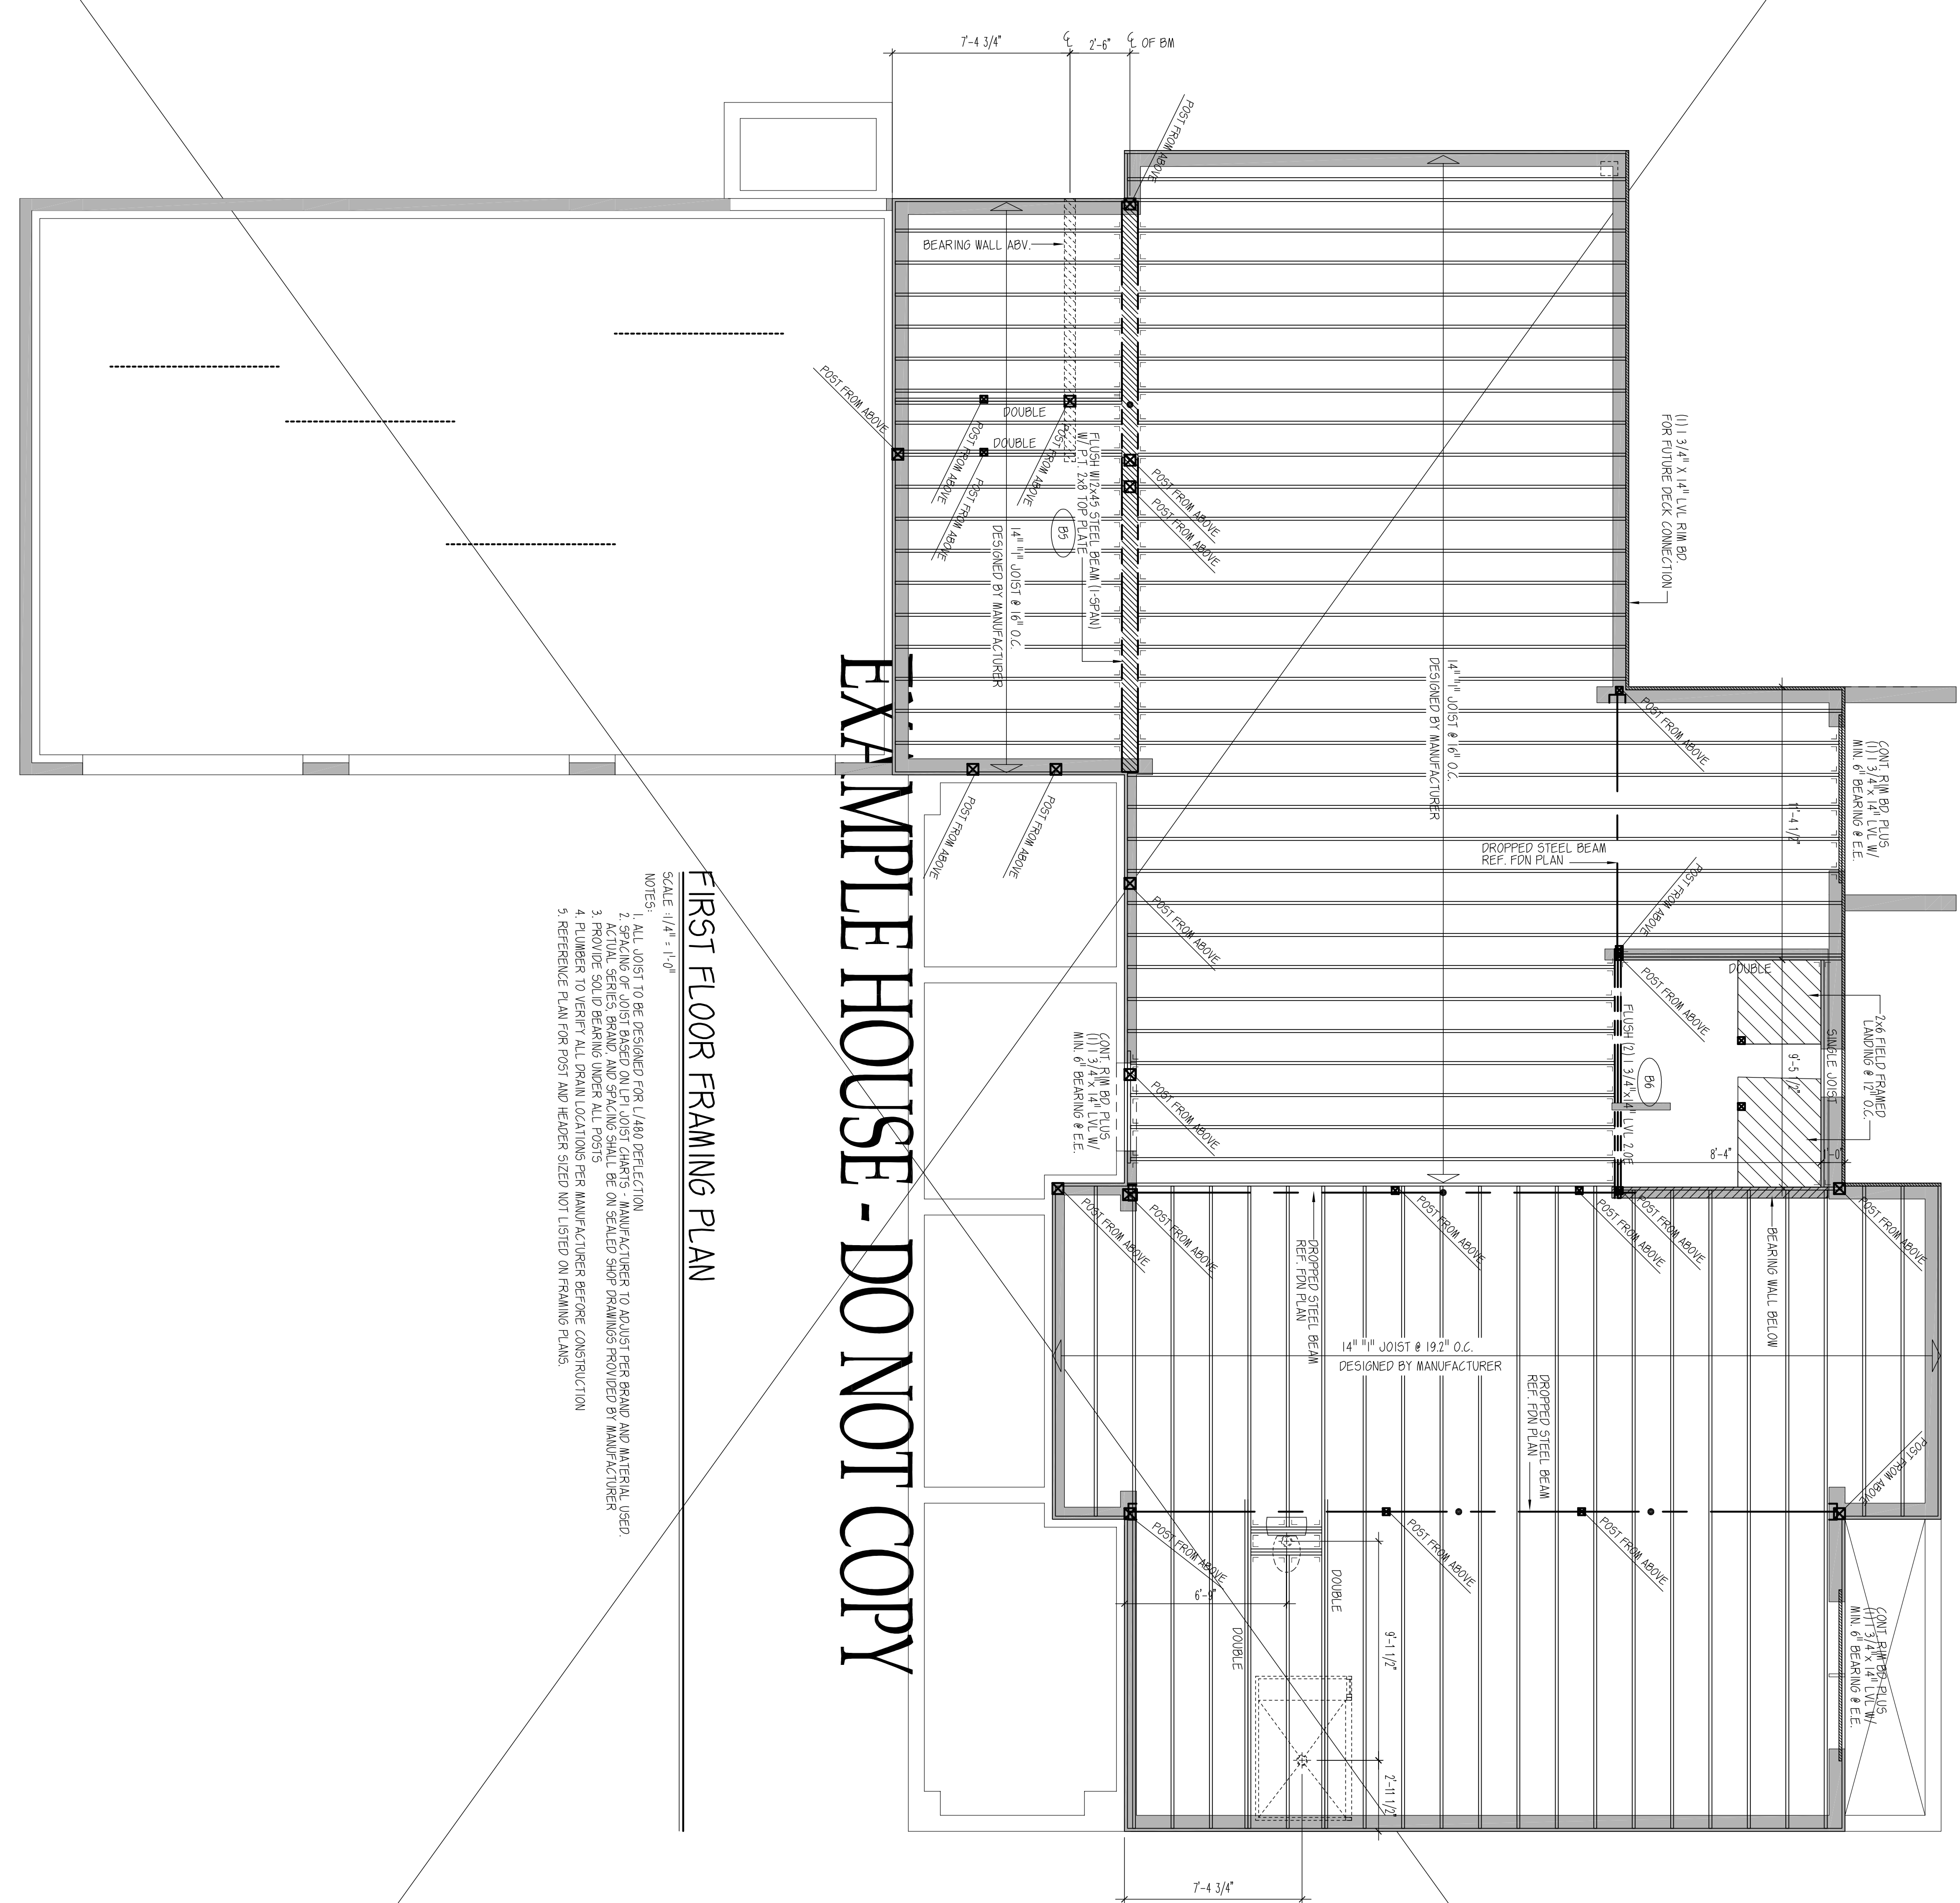 7'-4 3/4"
℄
2'-6"
℄ OF BM
POST FROM ABOVE
BEARING WALL ABV.
POST FROM ABOVE
DOUBLE
DOUBLE
POST FROM ABOVE
POST FROM ABOVE
POST FROM ABOVE
FLUSH W12x45 STEEL BEAM (1-SPAN)
W/ P.T. 2x8 TOP PLATE
B5
14" "I" JOIST @ 16" O.C.
DESIGNED BY MANUFACTURER
POST FROM ABOVE
POST FROM ABOVE
(1) 1 3/4" X 14" LVL RIM BD.
FOR FUTURE DECK CONNECTION
14" "I" JOIST @ 16" O.C.
DESIGNED BY MANUFACTURER
POST FROM ABOVE
CONT. RIM BD. PLUS
(1) 1 3/4"x 14" LVL W/
MIN. 6" BEARING @ E.E.
11'-4 1/2"
DROPPED STEEL BEAM
REF. FDN PLAN
POST FROM ABOVE
POST FROM ABOVE
POST FROM ABOVE
POST FROM ABOVE
DOUBLE
POST FROM ABOVE
2x6 FIELD FRAMED
LANDING @ 12" O.C.
SINGLE JOIST
9'-5 1/2"
FLUSH (2) 1 3/4"x14" LVL 2.0E
B6
8'-4"
1'-0"
CONT. RIM BD. PLUS
(1) 1 3/4"x 14" LVL W/
MIN. 6" BEARING @ E.E.
POST FROM ABOVE
POST FROM ABOVE
POST FROM ABOVE
POST FROM ABOVE
POST FROM ABOVE
POST FROM ABOVE
POST FROM ABOVE
BEARING WALL BELOW
DROPPED STEEL BEAM
REF. FDN PLAN
14" "I" JOIST @ 19.2" O.C.
DESIGNED BY MANUFACTURER
DROPPED STEEL BEAM
REF. FDN PLAN
POST FROM ABOVE
POST FROM ABOVE
POST FROM ABOVE
POST FROM ABOVE
DOUBLE
6'-9"
DOUBLE
9'-1 1/2"
2'-11 1/2"
CONT. RIM BD. PLUS
(1) 1 3/4"x 14" LVL W/
MIN. 6" BEARING @ E.E.
7'-4 3/4"
EXAMPLE HOUSE - DO NOT COPY
FIRST FLOOR FRAMING PLAN
SCALE :1/4" = 1'-0"
NOTES:
1. ALL JOIST TO BE DESIGNED FOR L/480 DEFLECTION
2. SPACING OF JOIST BASED ON LPI JOIST CHARTS - MANUFACTURER TO ADJUST PER BRAND AND MATERIAL USED.
ACTUAL SERIES, BRAND, AND SPACING SHALL BE ON SEALED SHOP DRAWINGS PROVIDED BY MANUFACTURER
3. PROVIDE SOLID BEARING UNDER ALL POSTS
4. PLUMBER TO VERIFY ALL DRAIN LOCATIONS PER MANUFACTURER BEFORE CONSTRUCTION
5. REFERENCE PLAN FOR POST AND HEADER SIZED NOT LISTED ON FRAMING PLANS.